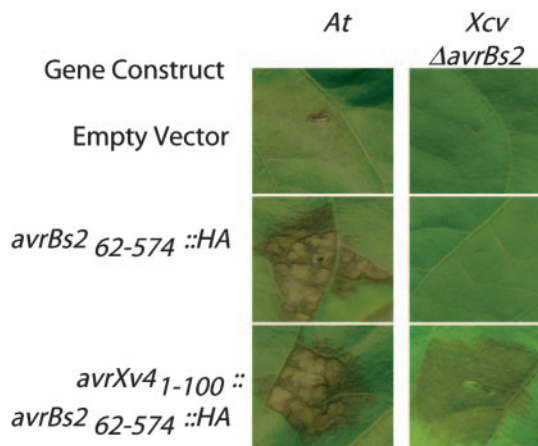 At Xcv
ΔavrBs2
Gene Construct
Empty Vector
avrBs2 62-574 ::HA
avrXv4 1-100 ::
avrBs2 62-574 ::HA